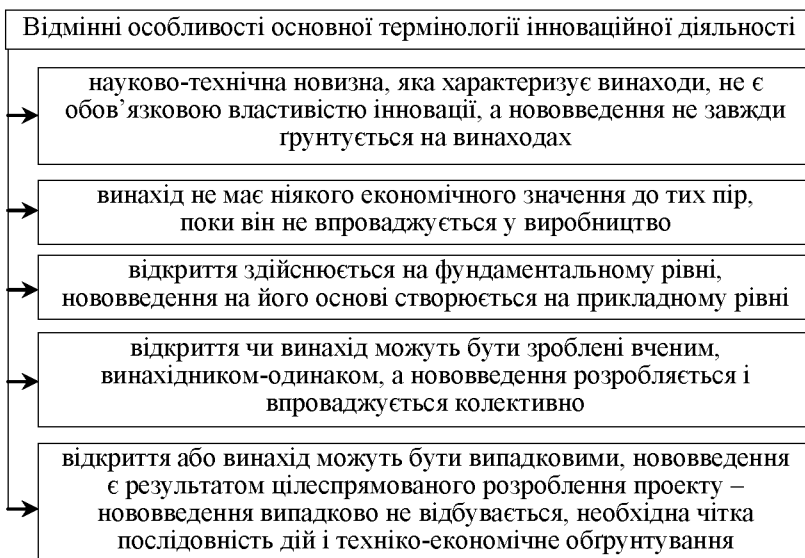 Відмінні особливості основної термінології інноваційної діяльності
науково-технічна новизна, яка характеризує винаходи, не є
обов’язковою властивістю інновації, а нововведення не завжди
ґрунтується на винаходах
винахід не має ніякого економічного значення до тих пір,
поки він не впроваджується у виробництво
відкриття здійснюється на фундаментальному рівні,
нововведення на його основі створюється на прикладному рівні
відкриття чи винахід можуть бути зроблені вченим,
винахідником-одинаком, а нововведення розробляється і
впроваджується колективно
відкриття або винахід можуть бути випадковими, нововведення
є результатом цілеспрямованого розроблення проекту –
нововведення випадково не відбувається, необхідна чітка
послідовність дій і техніко-економічне обґрунтування